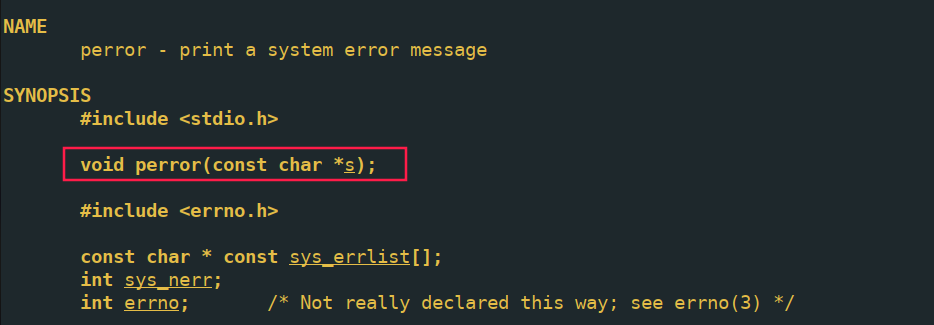 NAME
perror - print a system error message
SYNOPSIS
#include <stdio.h>
void perror(const char *s);
#include <errno.h>
const char * const sys_errlist[];
int sys_nerr;
int errno; /* Not really declared this way; see errno(3) */